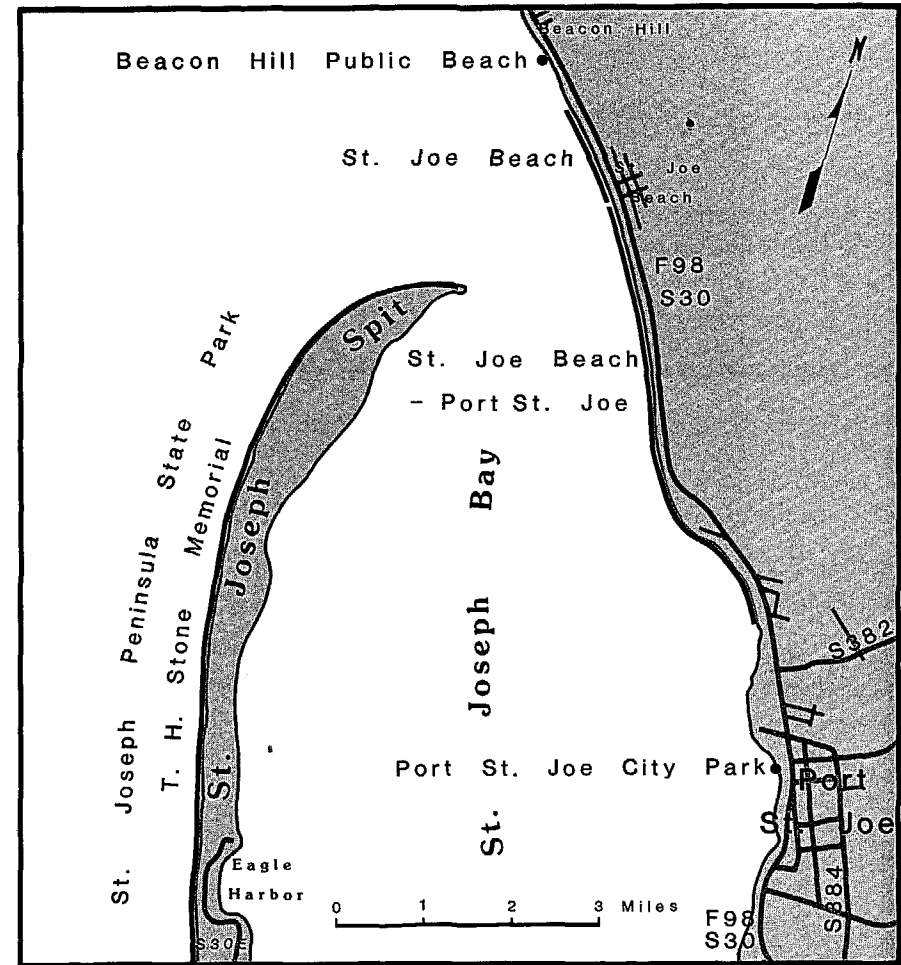 Beacon Hill
Beacon Hill Public Beach
N
St. Joe Beach
St. Joe
Beach
F98
S30
St. Joseph Spit
St. Joe Beach
- Port St. Joe
St. Joseph Peninsula State Park
T. H. Stone Memorial
St. Joseph Bay
S382
Port St. Joe City Park
Port
St. Joe
Eagle
Harbor
S384
0 1 2 3 Miles
F98
S30
S30E